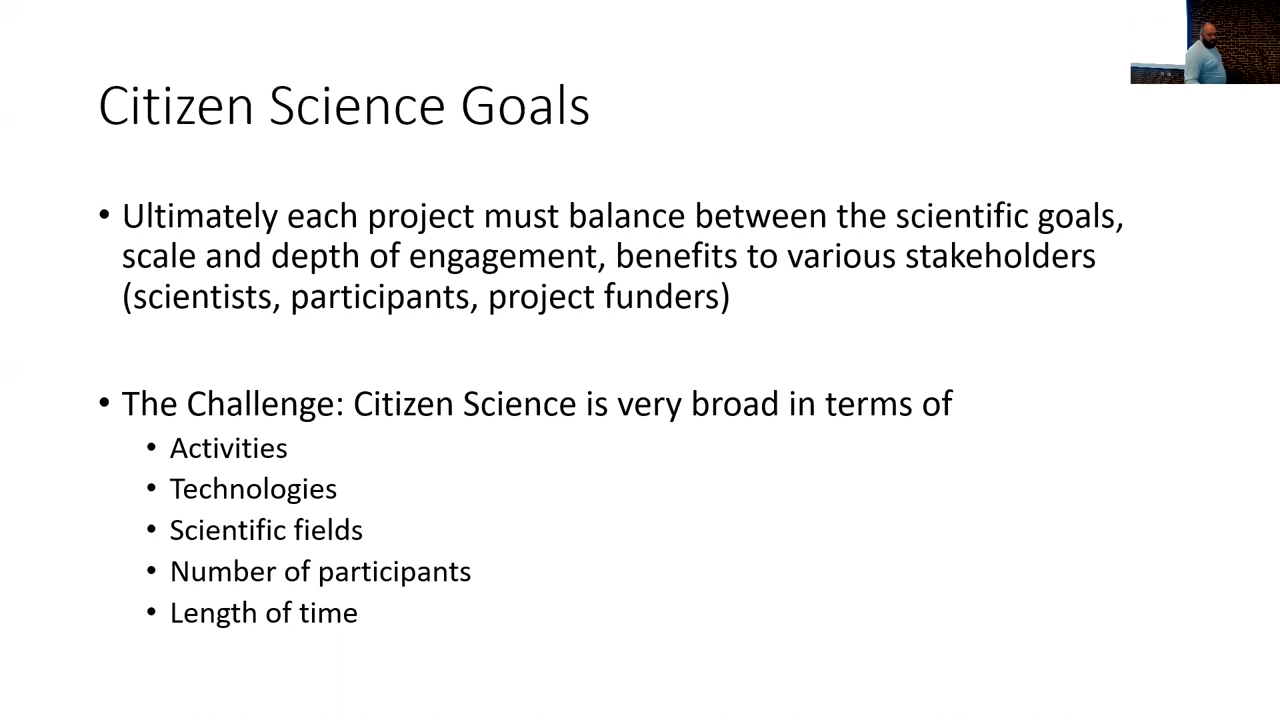 Citizen Science Goals
• Ultimately each project must balance between the scientific goals,
scale and depth of engagement, benefits to various stakeholders
(scientists, participants, project funders)
• The Challenge: Citizen Science is very broad in terms of
• Activities
• Technologies
• Scientific fields
• Number of participants
• Length of time